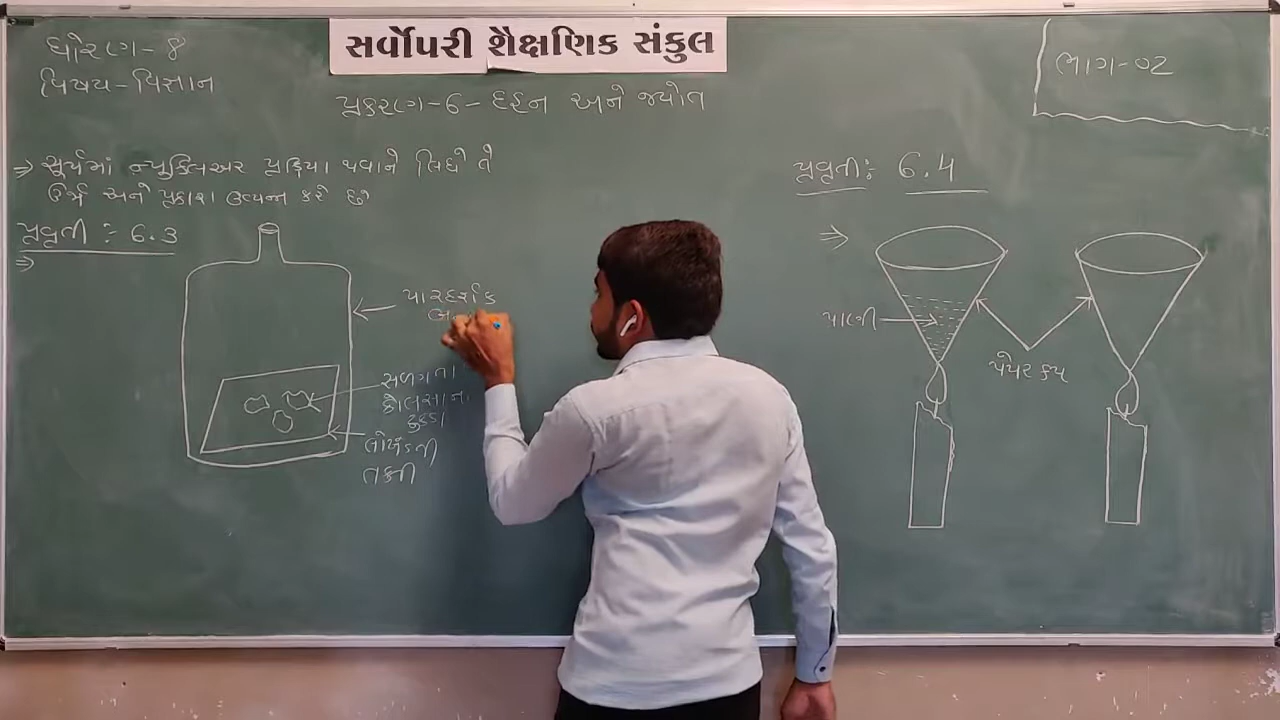 સર્વોપરી શૈક્ષણિક સંકુલ
ધોરણ-8
વિષય-વિજ્ઞાન
પ્રકરણ-6- દહન અને જ્યોત
ભાગ-02
⇒ સૂર્યમાં ન્યુક્લિઅર પ્રક્રિયા થવાને લિધે તે
ઉર્જા અને પ્રકાશ ઉત્પન્ન કરે છે
પ્રવૃતી : 6.3
⇒
પારદર્શક
સળગતા
કોલસાના
ટુકડા
લોખંડની
તકતી
પ્રવૃતી : 6.4
⇒
પાણી
પેપર કપ